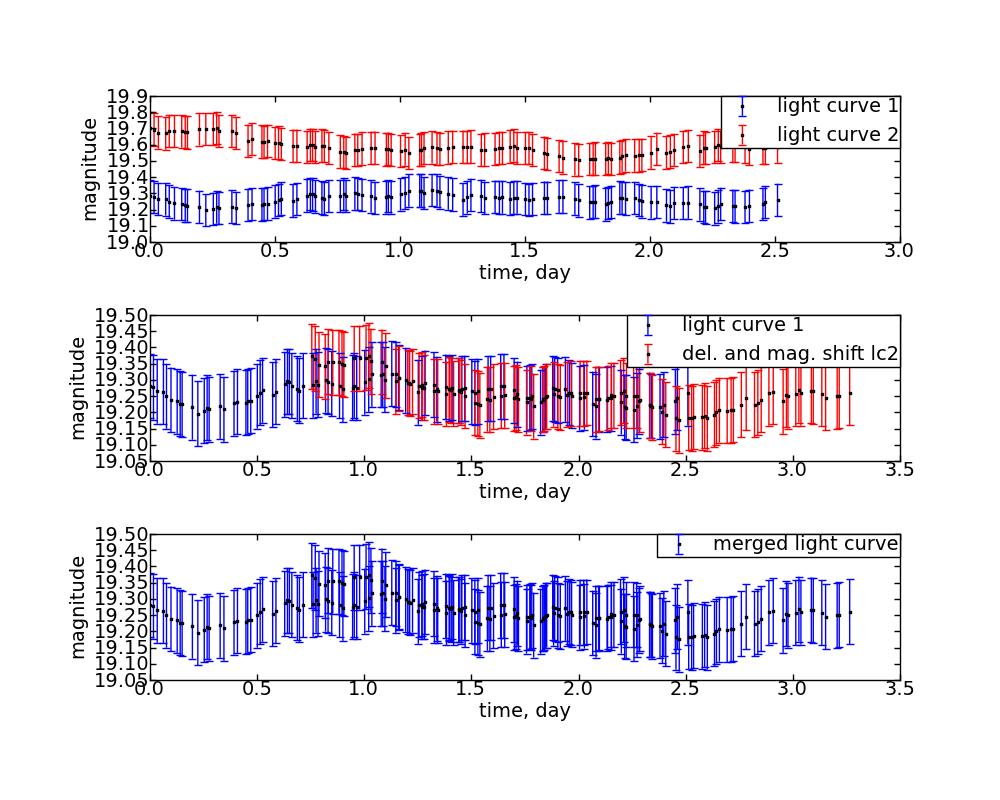 19.9
19.8
19.7
19.6
19.5
19.4
19.3
19.2
19.1
19.0
magnitude
light curve 1
light curve 2
0.0 0.5 1.0 1.5 2.0 2.5 3.0
time, day
19.50
19.45
19.40
19.35
19.30
19.25
19.20
19.15
19.10
19.05
magnitude
light curve 1
del. and mag. shift lc2
0.0 0.5 1.0 1.5 2.0 2.5 3.0 3.5
time, day
19.50
19.45
19.40
19.35
19.30
19.25
19.20
19.15
19.10
19.05
magnitude
merged light curve
0.0 0.5 1.0 1.5 2.0 2.5 3.0 3.5
time, day